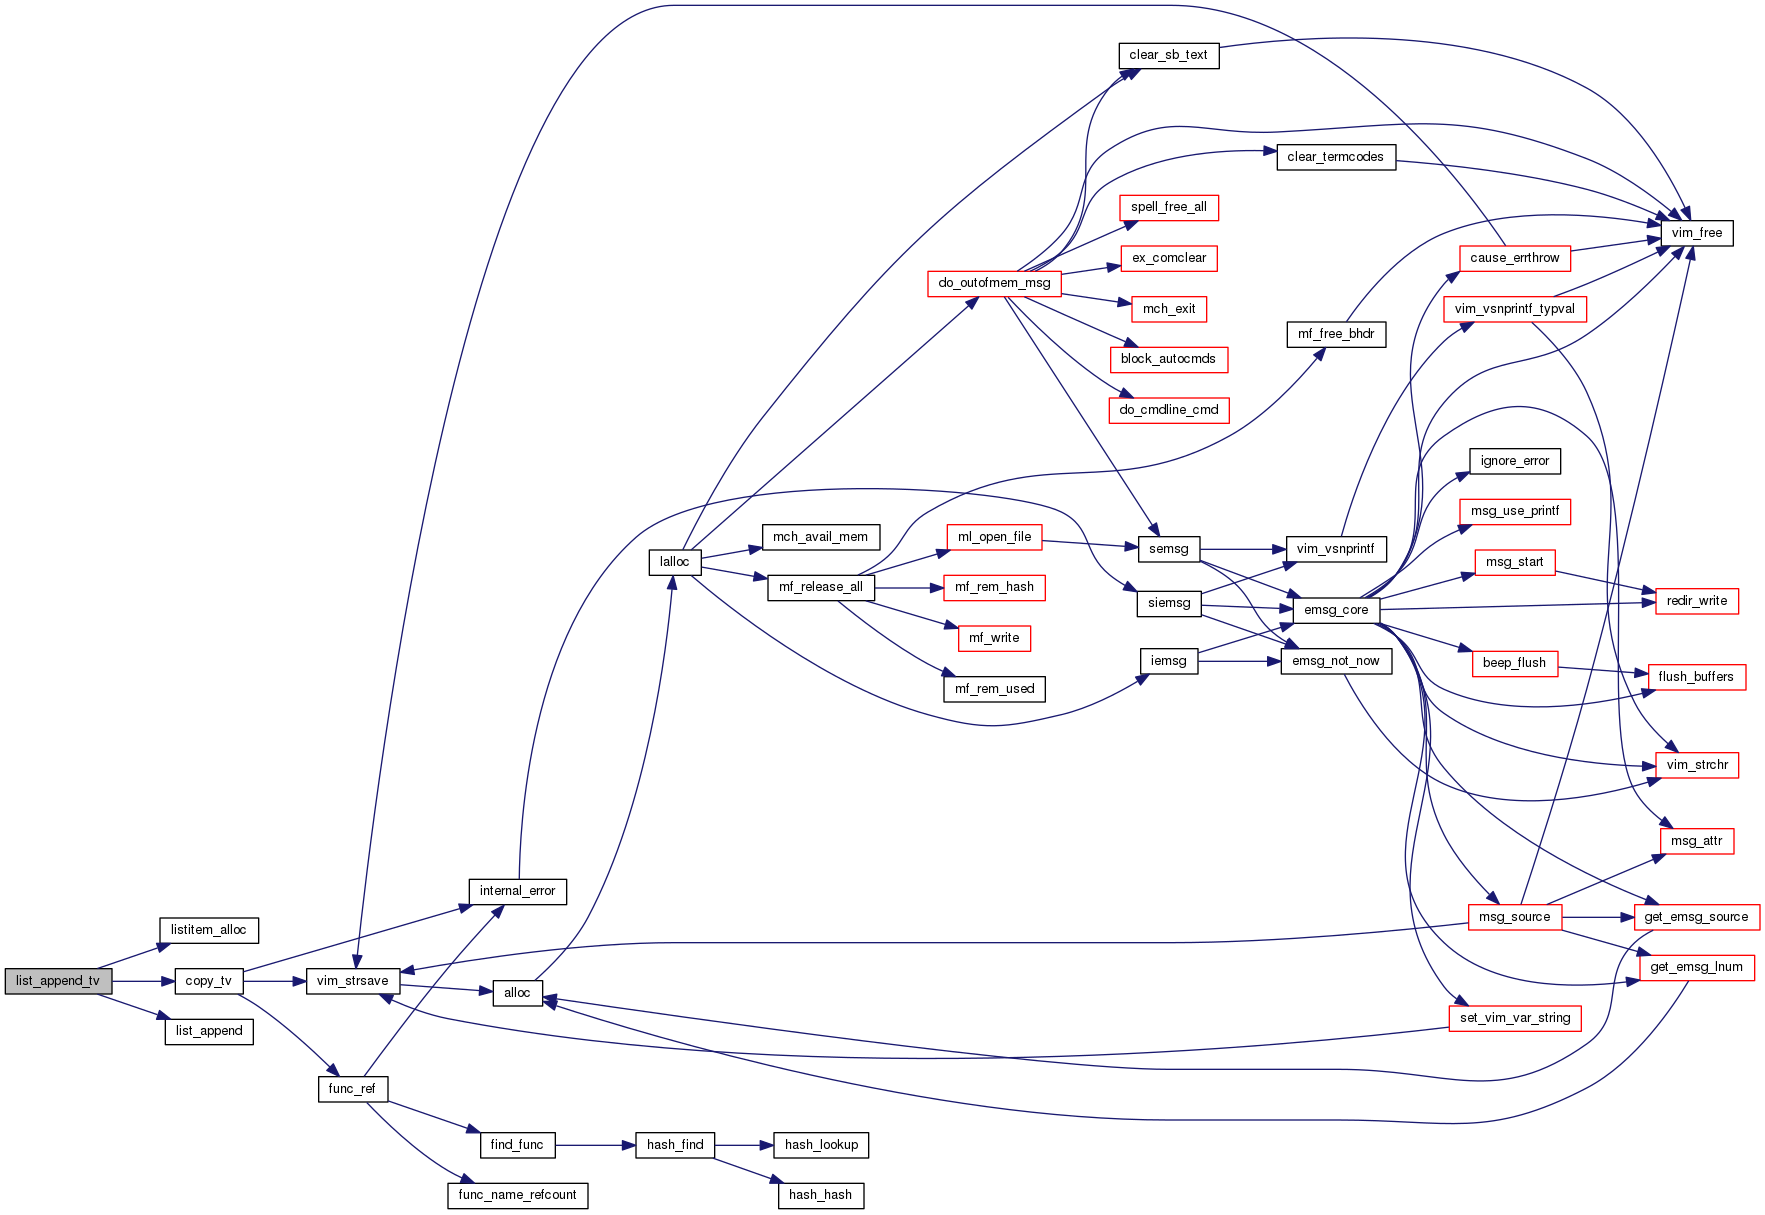 clear_sb_text
clear_termcodes
spell_free_all
vim_free
ex_comclear
cause_errthrow
do_outofmem_msg
mch_exit
vim_vsnprintf_typval
mf_free_bhdr
block_autocmds
do_cmdline_cmd
ignore_error
msg_use_printf
mch_avail_mem
ml_open_file
semsg
vim_vsnprintf
lalloc
msg_start
mf_release_all
mf_rem_hash
siemsg
emsg_core
redir_write
mf_write
iemsg
emsg_not_now
beep_flush
flush_buffers
mf_rem_used
vim_strchr
msg_attr
internal_error
listitem_alloc
msg_source
get_emsg_source
list_append_tv
copy_tv
vim_strsave
alloc
get_emsg_lnum
list_append
set_vim_var_string
func_ref
find_func
hash_find
hash_lookup
func_name_refcount
hash_hash